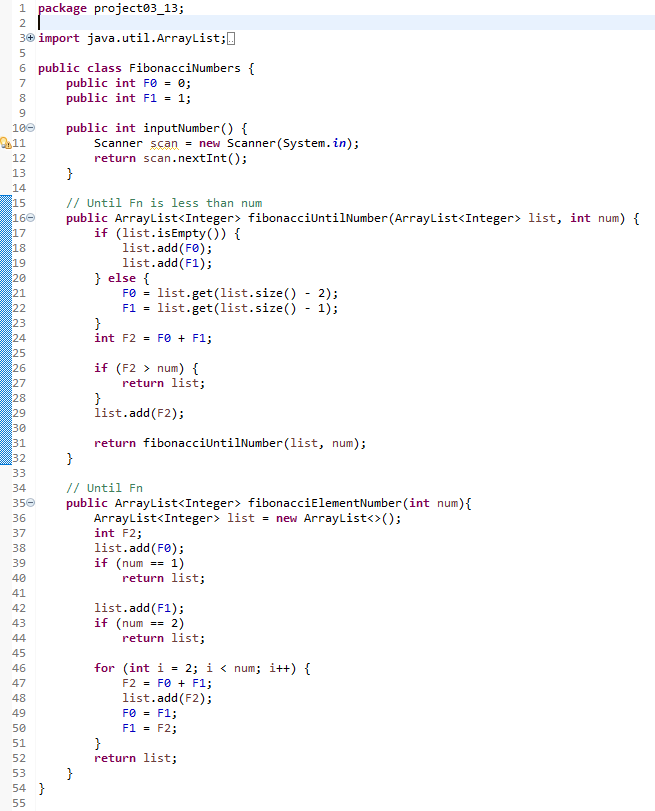 1 package project03_13;
2
3 import java.util.ArrayList;
5
6 public class FibonacciNumbers {
7     public int F0 = 0;
8     public int F1 = 1;
9
10     public int inputNumber() {
11         Scanner scan = new Scanner(System.in);
12         return scan.nextInt();
13     }
14
15     // Until Fn is less than num
16     public ArrayList<Integer> fibonacciUntilNumber(ArrayList<Integer> list, int num) {
17         if (list.isEmpty()) {
18             list.add(F0);
19             list.add(F1);
20         } else {
21             F0 = list.get(list.size() - 2);
22             F1 = list.get(list.size() - 1);
23         }
24         int F2 = F0 + F1;
25
26         if (F2 > num) {
27             return list;
28         }
29         list.add(F2);
30
31         return fibonacciUntilNumber(list, num);
32     }
33
34     // Until Fn
35     public ArrayList<Integer> fibonacciElementNumber(int num){
36         ArrayList<Integer> list = new ArrayList<>();
37         int F2;
38         list.add(F0);
39         if (num == 1)
40             return list;
41
42         list.add(F1);
43         if (num == 2)
44             return list;
45
46         for (int i = 2; i < num; i++) {
47             F2 = F0 + F1;
48             list.add(F2);
49             F0 = F1;
50             F1 = F2;
51         }
52         return list;
53     }
54 }
55